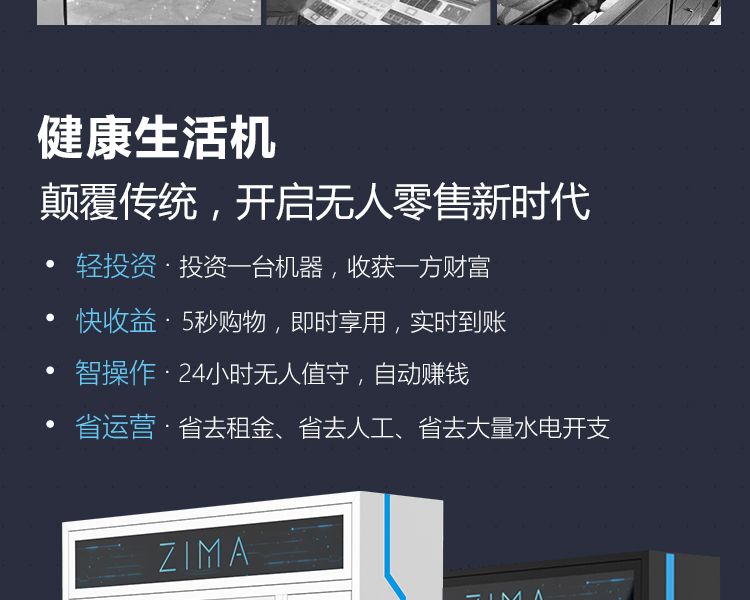 健康生活机
颠覆传统，开启无人零售新时代
• 轻投资 · 投资一台机器，收获一方财富
• 快收益 · 5秒购物，即时享用，实时到账
• 智操作 · 24小时无人值守，自动赚钱
• 省运营 · 省去租金、省去人工、省去大量水电开支
ZIMA
ZIMA